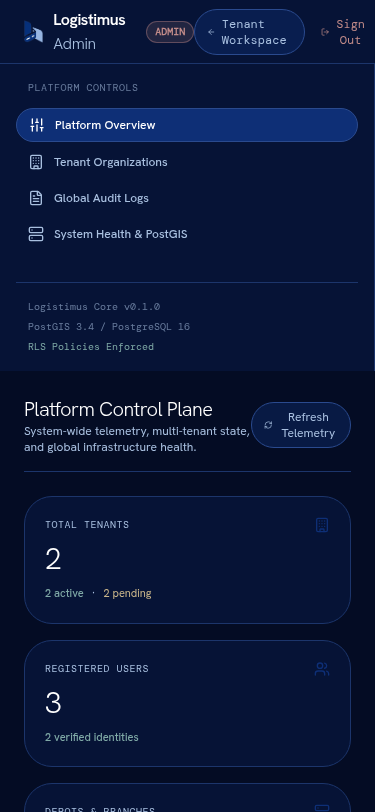 Logistimus
Admin
ADMIN
Tenant
Workspace
Sign
Out
PLATFORM CONTROLS
Platform Overview
Tenant Organizations
Global Audit Logs
System Health & PostGIS
Logistimus Core v0.1.0
PostGIS 3.4 / PostgreSQL 16
RLS Policies Enforced
Platform Control Plane
System-wide telemetry, multi-tenant state,
and global infrastructure health.
Refresh
Telemetry
TOTAL TENANTS
2
2 active · 2 pending
REGISTERED USERS
3
2 verified identities
DEPOTS & BRANCHES